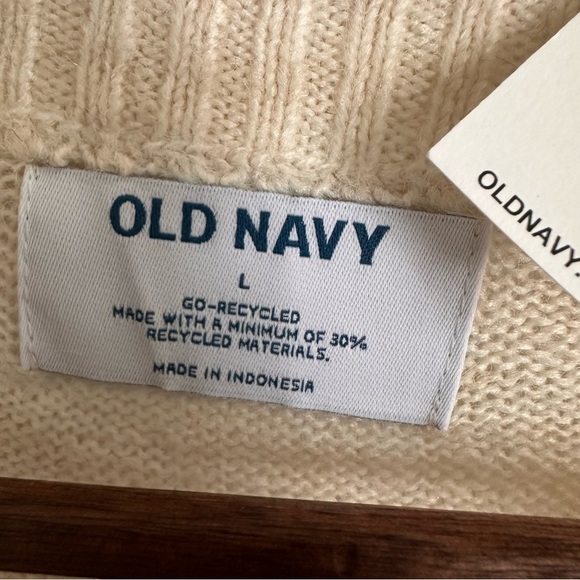 OLD NAVY
L
GO-RECYCLED
MADE WITH A MINIMUM OF 30%
RECYCLED MATERIALS.
MADE IN INDONESIA
OLDNAVY.